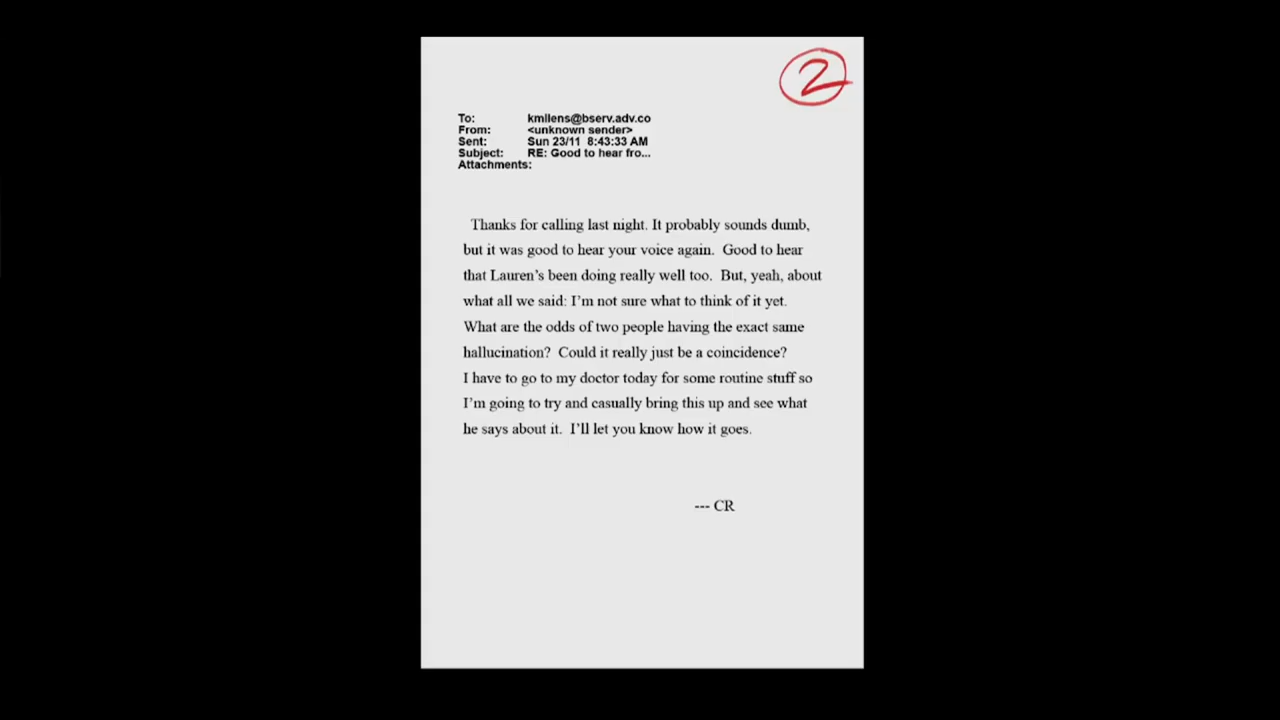 2
To: kmllens@bserv.adv.co
From: <unknown sender>
Sent: Sun 23/11 8:43:33 AM
Subject: RE: Good to hear fro...
Attachments:
Thanks for calling last night. It probably sounds dumb,
but it was good to hear your voice again. Good to hear
that Lauren's been doing really well too. But, yeah, about
what all we said: I'm not sure what to think of it yet.
What are the odds of two people having the exact same
hallucination? Could it really just be a coincidence?
I have to go to my doctor today for some routine stuff so
I'm going to try and casually bring this up and see what
he says about it. I'll let you know how it goes.
--- CR